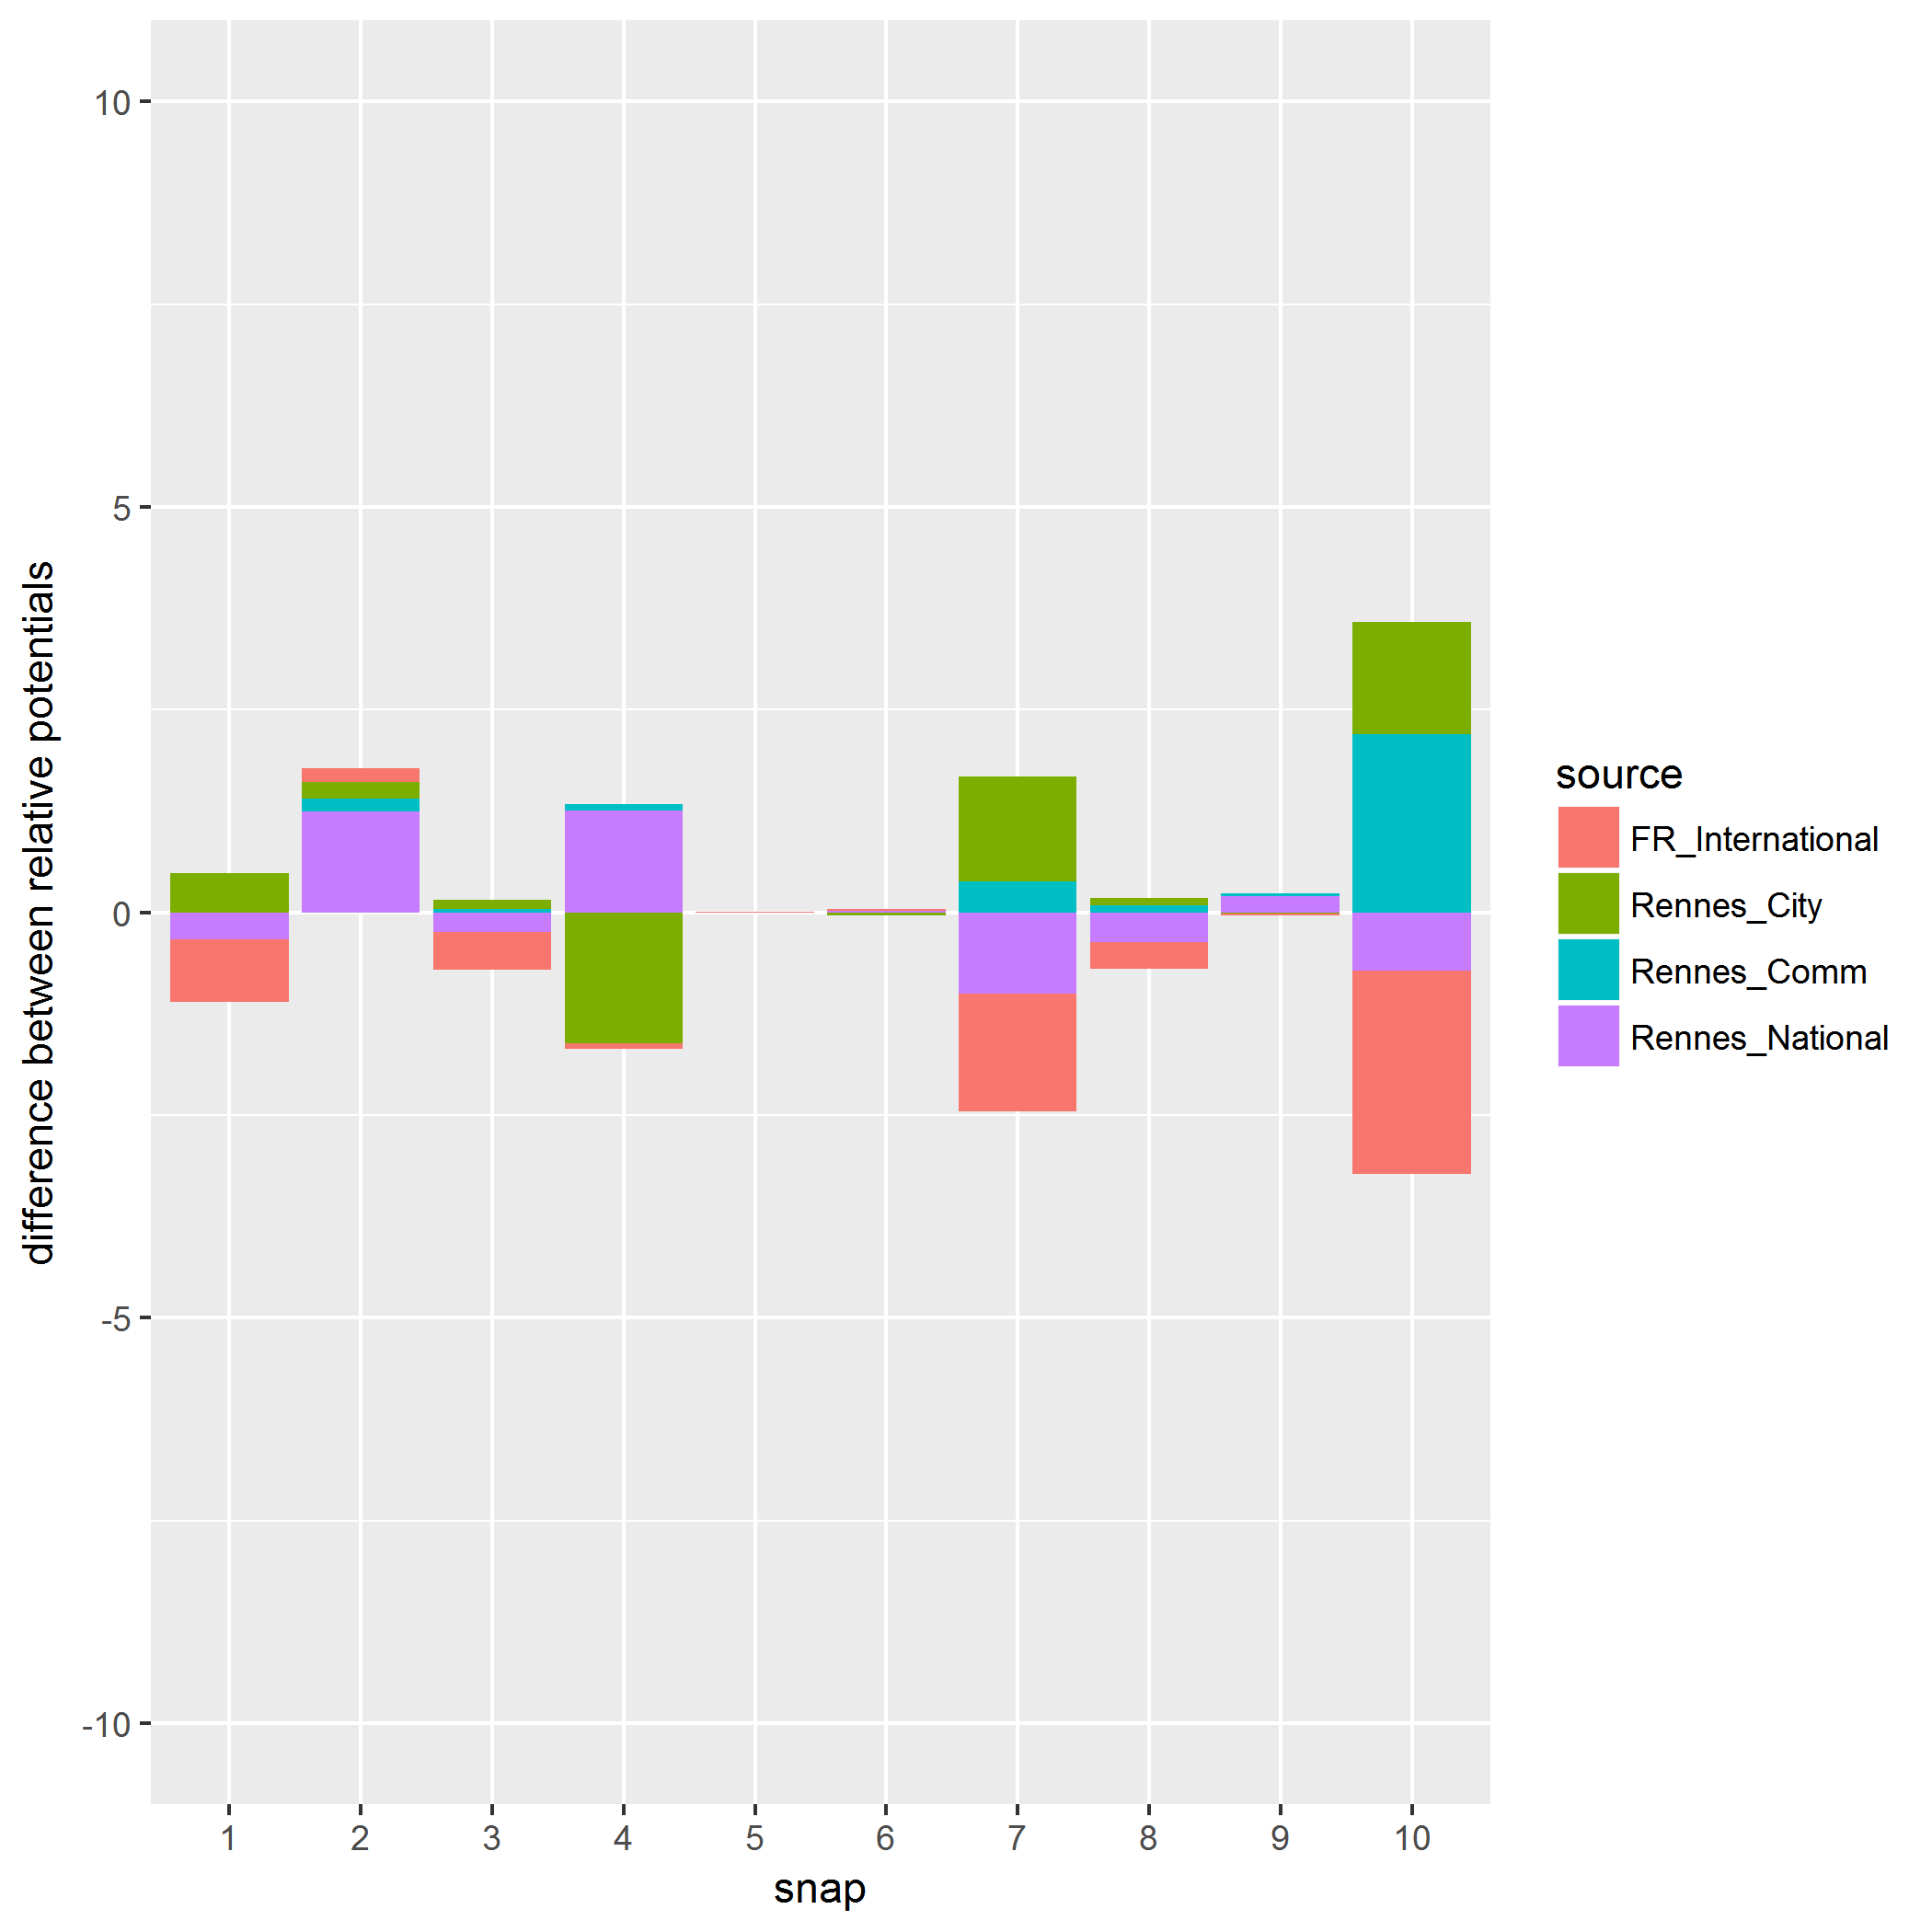 difference between relative potentials
10
5
0
-5
-10
1 2 3 4 5 6 7 8 9 10
snap
source
FR_International
Rennes_City
Rennes_Comm
Rennes_National